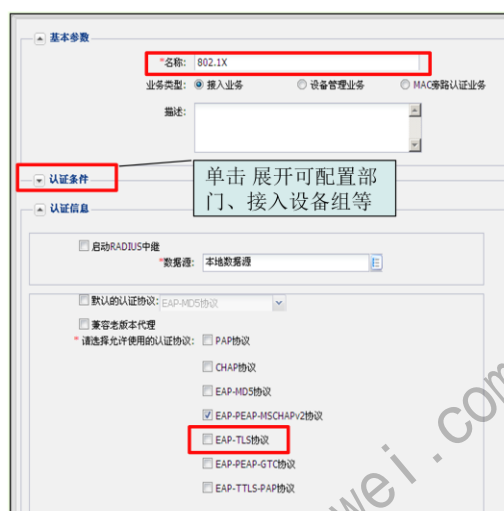 基本参数
*名称: 802.1X
业务类型: 接入业务 设备管理业务 MAC旁路认证业务
描述:
认证条件
单击 展开可配置部
门、接入设备组等
认证信息
启动RADIUS中继
*数据源: 本地数据源
默认的认证协议: EAP-MD5协议
兼容老版本代理
* 请选择允许使用的认证协议: PAP协议
CHAP协议
EAP-MD5协议
EAP-PEAP-MSCHAPv2协议
EAP-TLS协议
EAP-PEAP-GTC协议
EAP-TTLS-PAP协议
wei.com